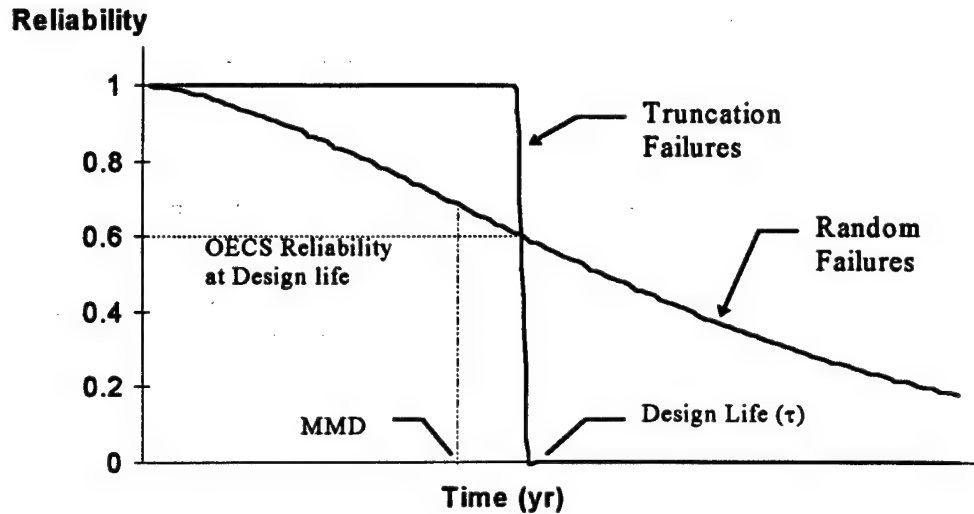 Reliability
1
0.8
0.6
0.4
0.2
0
Truncation
Failures
Random
Failures
OECS Reliability
at Design life
MMD
Design Life (τ)
Time (yr)